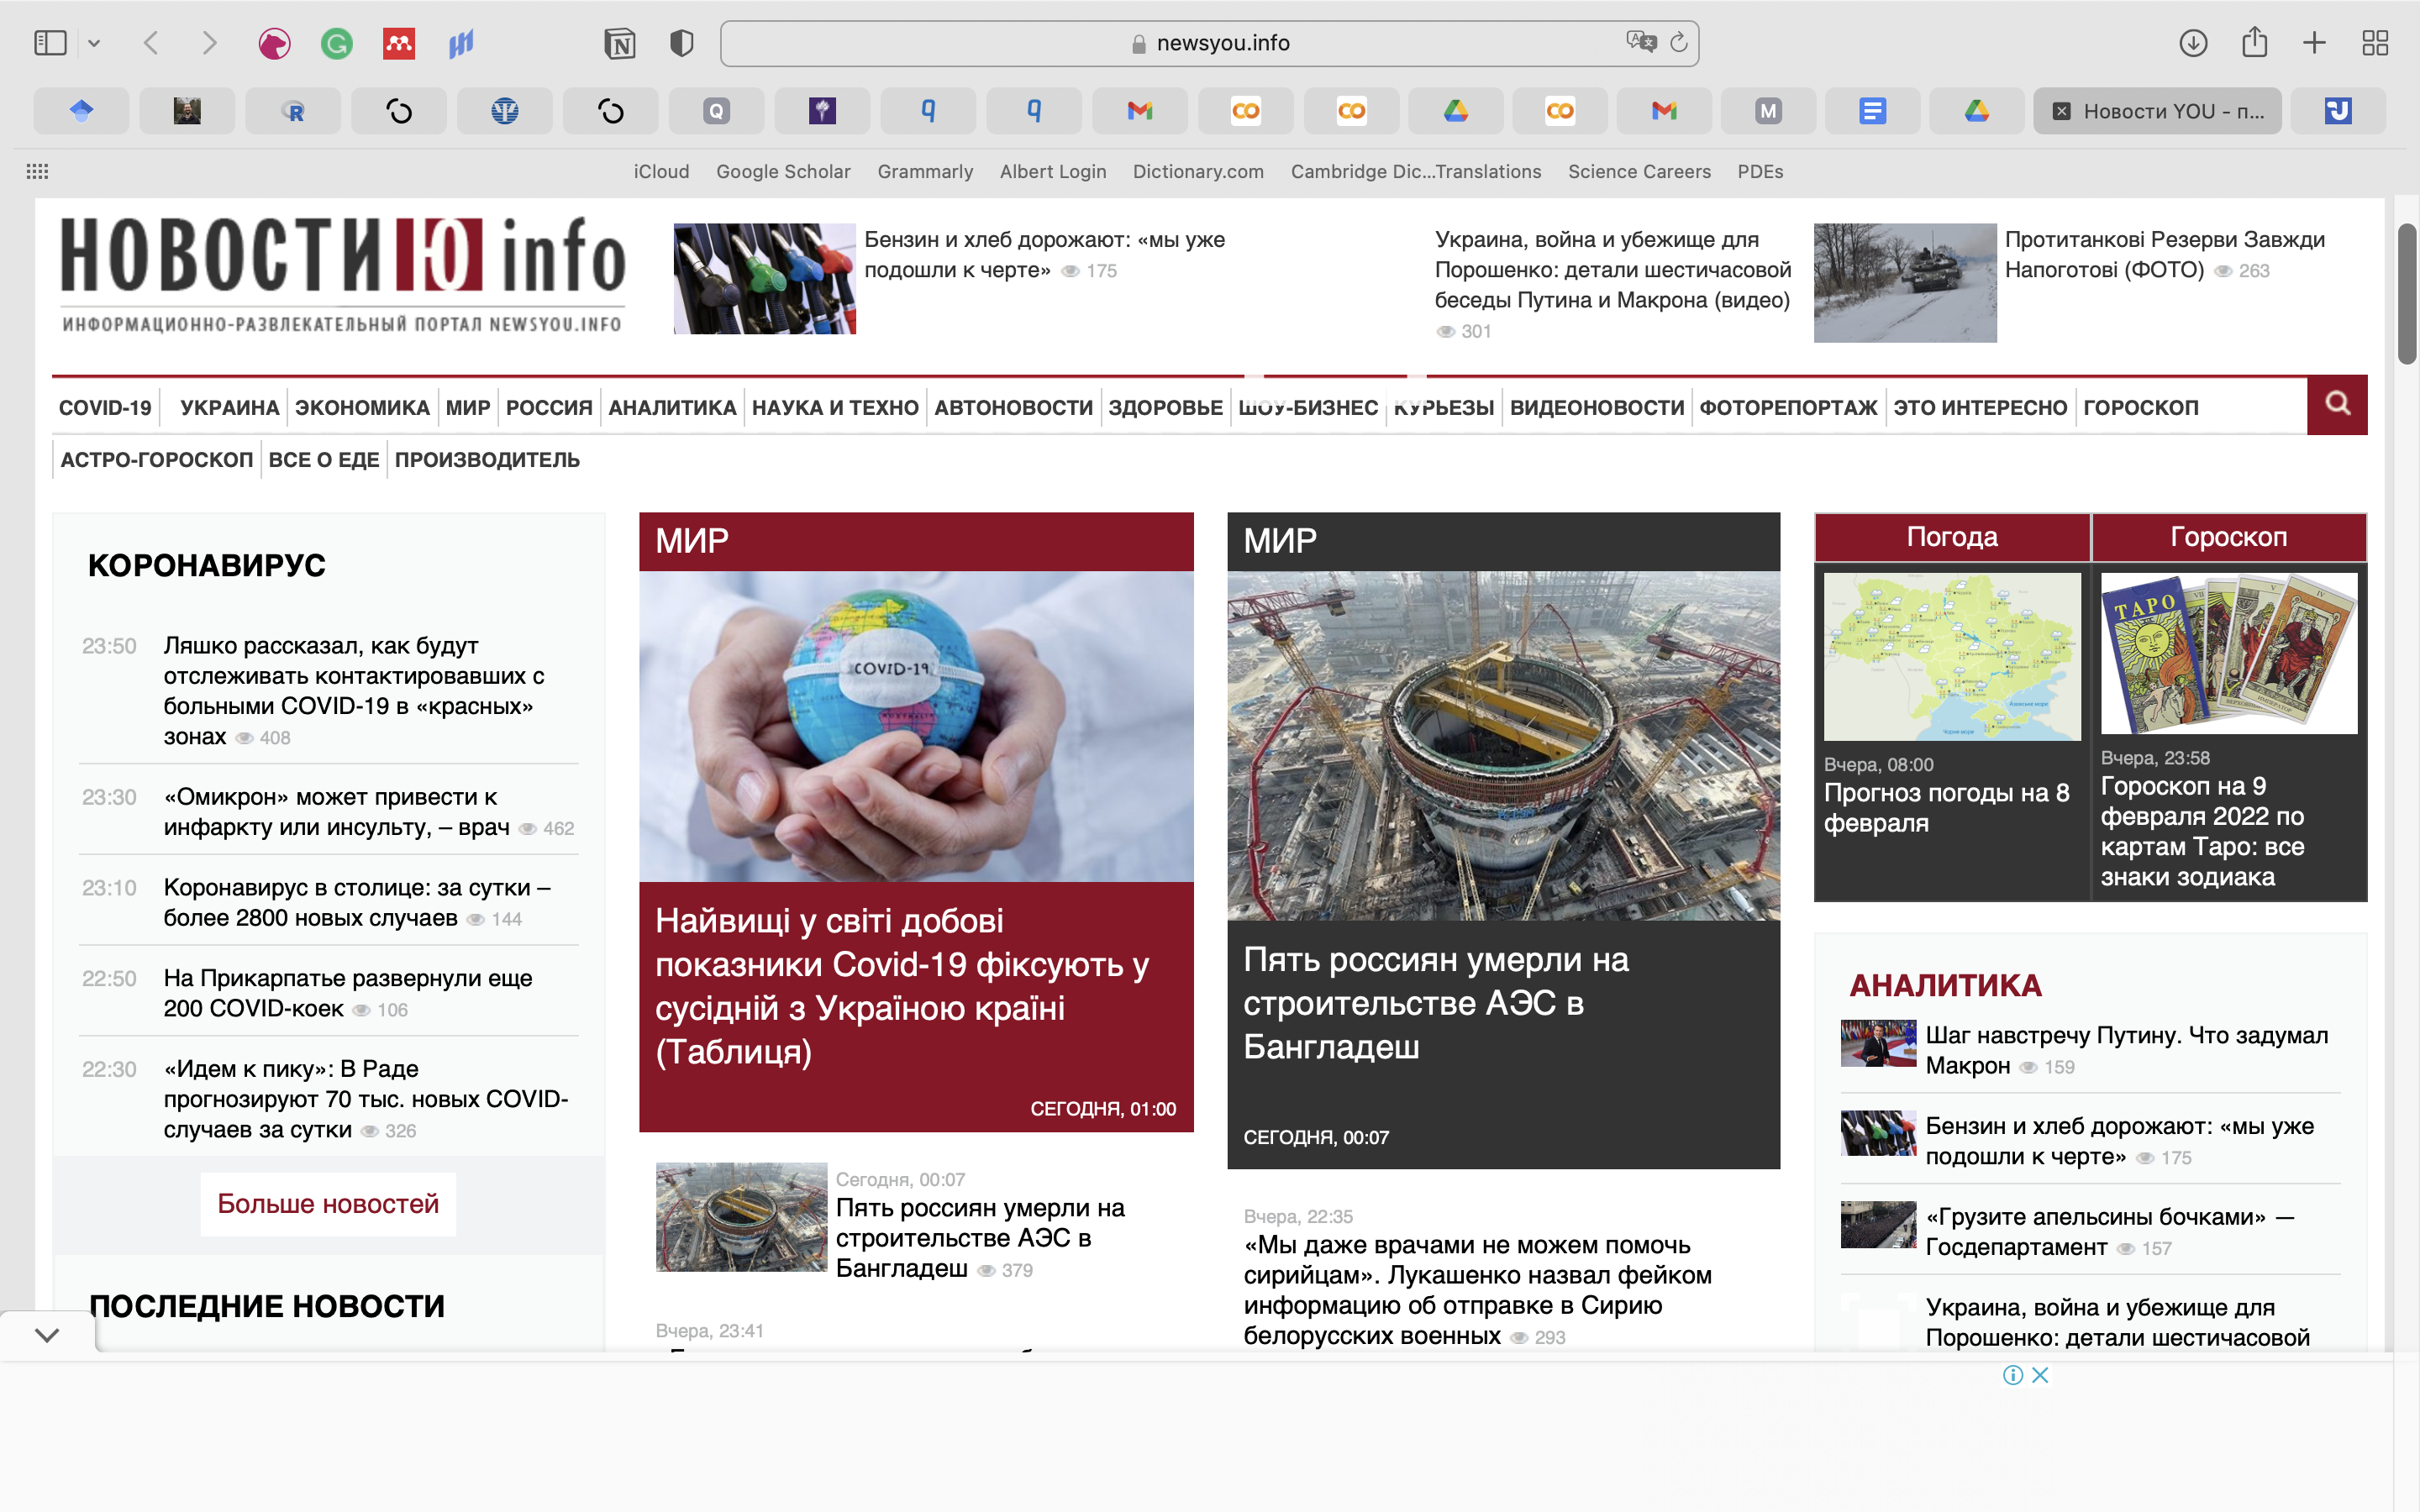 newsyou.info
Новости YOU - п...
iCloud
Google Scholar
Grammarly
Albert Login
Dictionary.com
Cambridge Dic...Translations
Science Careers
PDEs
НОВОСТИ Ю info
ИНФОРМАЦИОННО-РАЗВЛЕКАТЕЛЬНЫЙ ПОРТАЛ NEWSYOU.INFO
Бензин и хлеб дорожают: «мы уже
подошли к черте» 175
Украина, война и убежище для
Порошенко: детали шестичасовой
беседы Путина и Макрона (видео)
301
Протитанкові Резерви Завжди
Напоготові (ФОТО) 263
COVID-19 УКРАИНА ЭКОНОМИКА МИР РОССИЯ АНАЛИТИКА НАУКА И ТЕХНО АВТОНОВОСТИ ЗДОРОВЬЕ ШОУ-БИЗНЕС КУРЬЕЗЫ ВИДЕОНОВОСТИ ФОТОРЕПОРТАЖ ЭТО ИНТЕРЕСНО ГОРОСКОП
АСТРО-ГОРОСКОП ВСЕ О ЕДЕ ПРОИЗВОДИТЕЛЬ
КОРОНАВИРУС
23:50 Ляшко рассказал, как будут
отслеживать контактировавших с
больными COVID-19 в «красных»
зонах 408
23:30 «Омикрон» может привести к
инфаркту или инсульту, – врач 462
23:10 Коронавирус в столице: за сутки –
более 2800 новых случаев 144
22:50 На Прикарпатье развернули еще
200 COVID-коек 106
22:30 «Идем к пику»: В Раде
прогнозируют 70 тыс. новых COVID-
случаев за сутки 326
Больше новостей
ПОСЛЕДНИЕ НОВОСТИ
МИР
COVID-19
Найвищі у світі добові
показники Covid-19 фіксують у
сусідній з Україною країні
(Таблиця)
СЕГОДНЯ, 01:00
Сегодня, 00:07
Пять россиян умерли на
строительстве АЭС в
Бангладеш 379
Вчера, 23:41
МИР
Пять россиян умерли на
строительстве АЭС в
Бангладеш
СЕГОДНЯ, 00:07
Вчера, 22:35
«Мы даже врачами не можем помочь
сирийцам». Лукашенко назвал фейком
информацию об отправке в Сирию
белорусских военных 293
Погода
Вчера, 08:00
Прогноз погоды на 8
февраля
Гороскоп
ТАРО
Вчера, 23:58
Гороскоп на 9
февраля 2022 по
картам Таро: все
знаки зодиака
АНАЛИТИКА
Шаг навстречу Путину. Что задумал
Макрон 159
Бензин и хлеб дорожают: «мы уже
подошли к черте» 175
«Грузите апельсины бочками» —
Госдепартамент 157
Украина, война и убежище для
Порошенко: детали шестичасовой